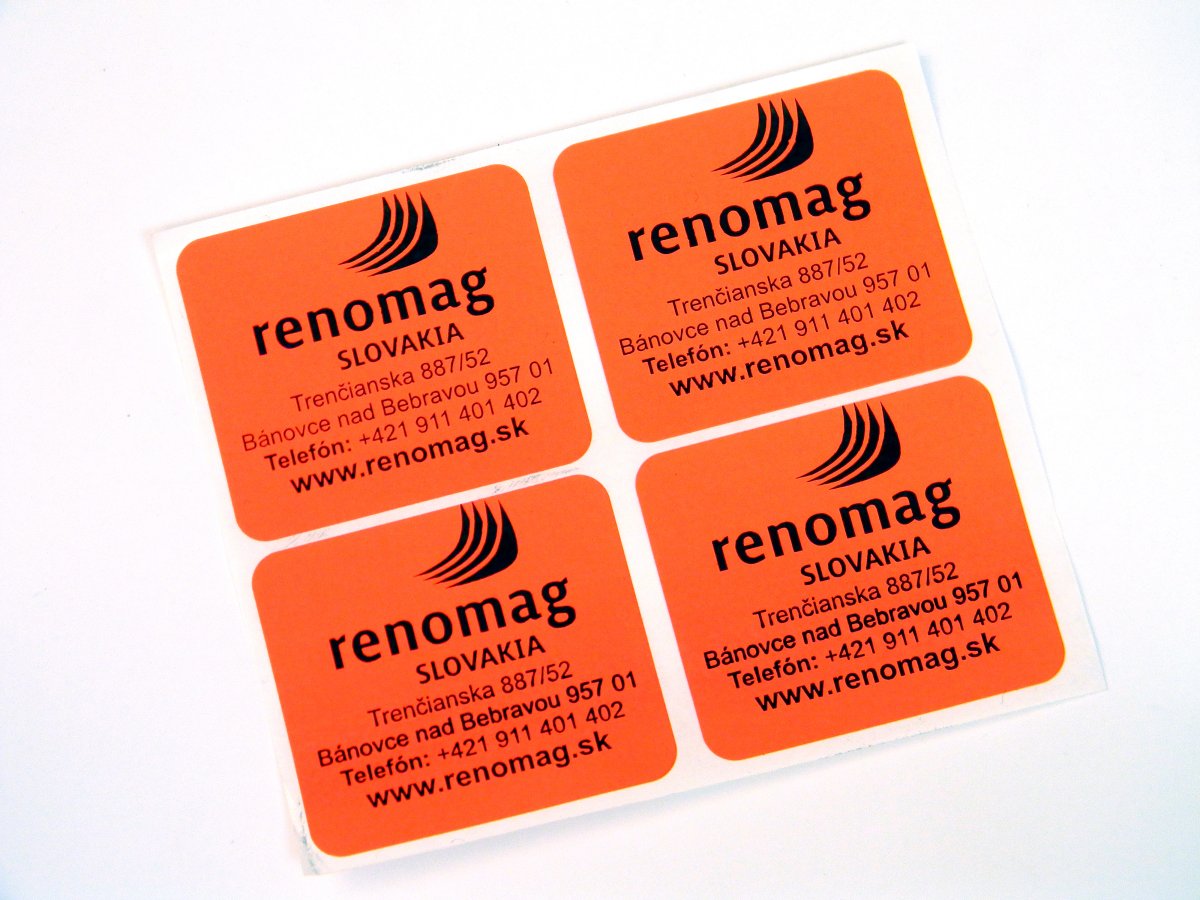 renomag
SLOVAKIA
Trenčianska 887/52
Bánovce nad Bebravou 957 01
Telefón: +421 911 401 402
www.renomag.sk
renomag
SLOVAKIA
Trenčianska 887/52
Bánovce nad Bebravou 957 01
Telefón: +421 911 401 402
www.renomag.sk
renomag
SLOVAKIA
Trenčianska 887/52
Bánovce nad Bebravou 957 01
Telefón: +421 911 401 402
www.renomag.sk
renomag
SLOVAKIA
Trenčianska 887/52
Bánovce nad Bebravou 957 01
Telefón: +421 911 401 402
www.renomag.sk